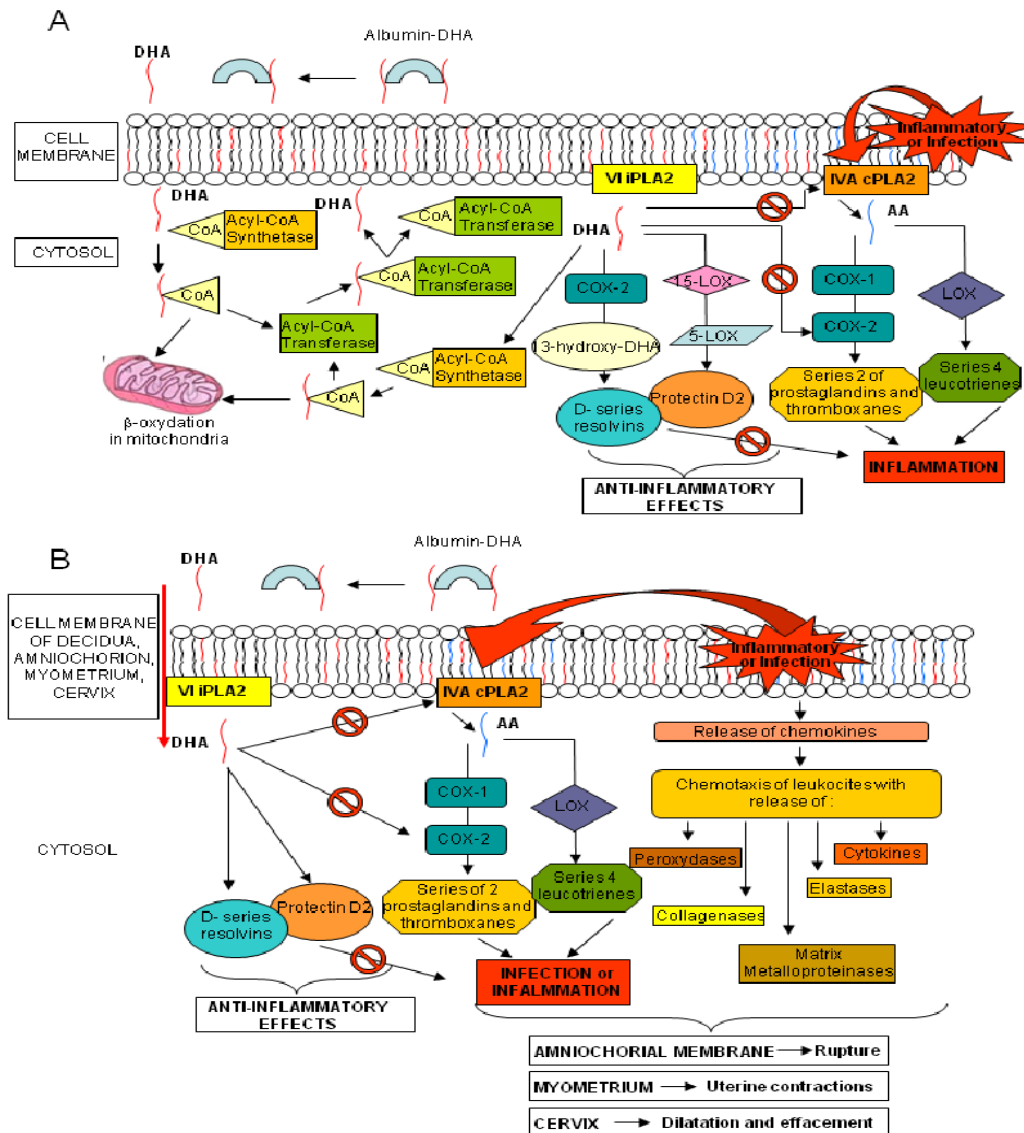 A
Albumin-DHA
DHA
CELL
MEMBRANE
Inflammatory
or Infection
VI iPLA2
IVA cPLA2
DHA
DHA
CoA
Acyl-CoA
Synthetase
CoA
Acyl-CoA
Transferase
DHA
AA
CYTOSOL
CoA
Acyl-CoA
Transferase
CoA
COX-2
15-LOX
COX-1
LOX
COX-2
Acyl-CoA
Transferase
13-hydroxy-DHA
5-LOX
CoA
Acyl-CoA
Synthetase
CoA
Series 2 of
prostaglandins
and
thromboxanes
Series 4
leucotrienes
Protectin D2
D- series
resolvins
β-oxydation
in mitochondria
INFLAMMATION
ANTI-INFLAMMATORY
EFFECTS
B
Albumin-DHA
DHA
CELL MEMBRANE
OF DECIDUA,
AMNIOCHORION,
MYOMETRIUM,
CERVIX
Inflammatory
or Infection
VI iPLA2
IVA cPLA2
DHA
AA
Release of chemokines
Chemotaxis of leukocites with
release of :
COX-1
LOX
COX-2
CYTOSOL
Peroxydases
Cytokines
Elastases
Collagenases
Matrix
Metalloproteinases
Series of 2
prostaglandins and
thromboxanes
Series 4
leucotrienes
Protectin D2
D- series
resolvins
INFECTION or
INFALMMATION
ANTI-INFLAMMATORY
EFFECTS
AMNIOCHORIAL MEMBRANE Rupture
MYOMETRIUM Uterine contractions
CERVIX Dilatation and effacement